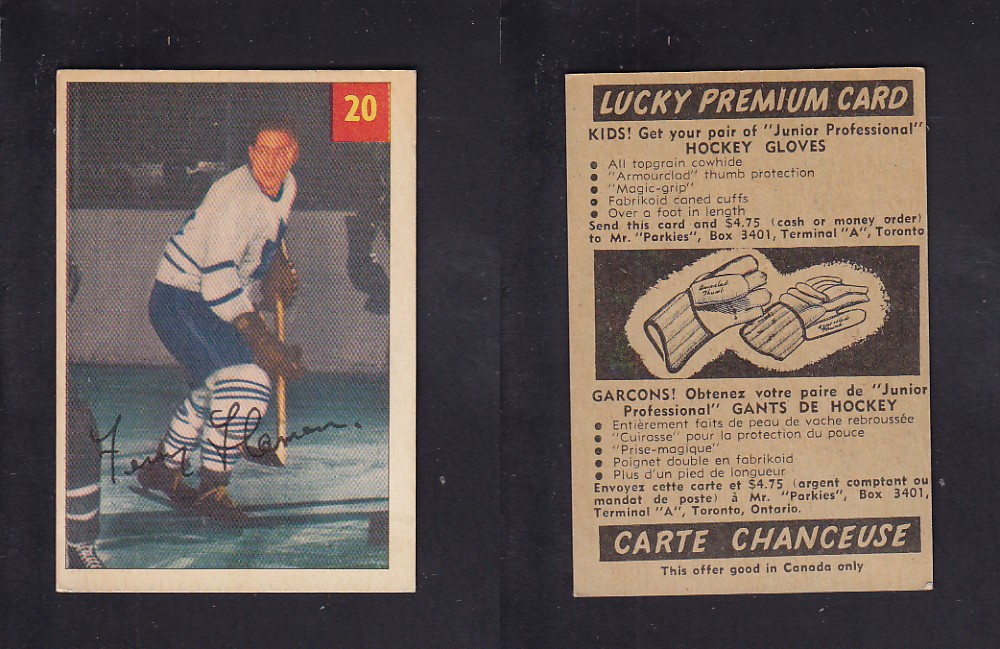 20
Ferny Flaman.
LUCKY PREMIUM CARD
KIDS! Get your pair of "Junior Professional"
HOCKEY GLOVES
• All topgrain cowhide
• "Armourclad" thumb protection
• "Magic-grip"
• Fabrikoid caned cuffs
• Over a foot in length
Send this card and $4.75 (cash or money order)
to Mr. "Parkies", Box 3401, Terminal "A", Toronto
GARCONS! Obtenez votre paire de "Junior
Professional" GANTS DE HOCKEY
• Entièrement faits de peau de vache rebroussée
• "Cuirasse" pour la protection du pouce
• "Prise-magique"
• Poignet double en fabrikoid
• Plus d'un pied de longueur
Envoyez cette carte et $4.75 (argent comptant ou
mandat de poste) à Mr. "Parkies", Box 3401,
Terminal "A", Toronto, Ontario.
CARTE CHANCEUSE
This offer good in Canada only